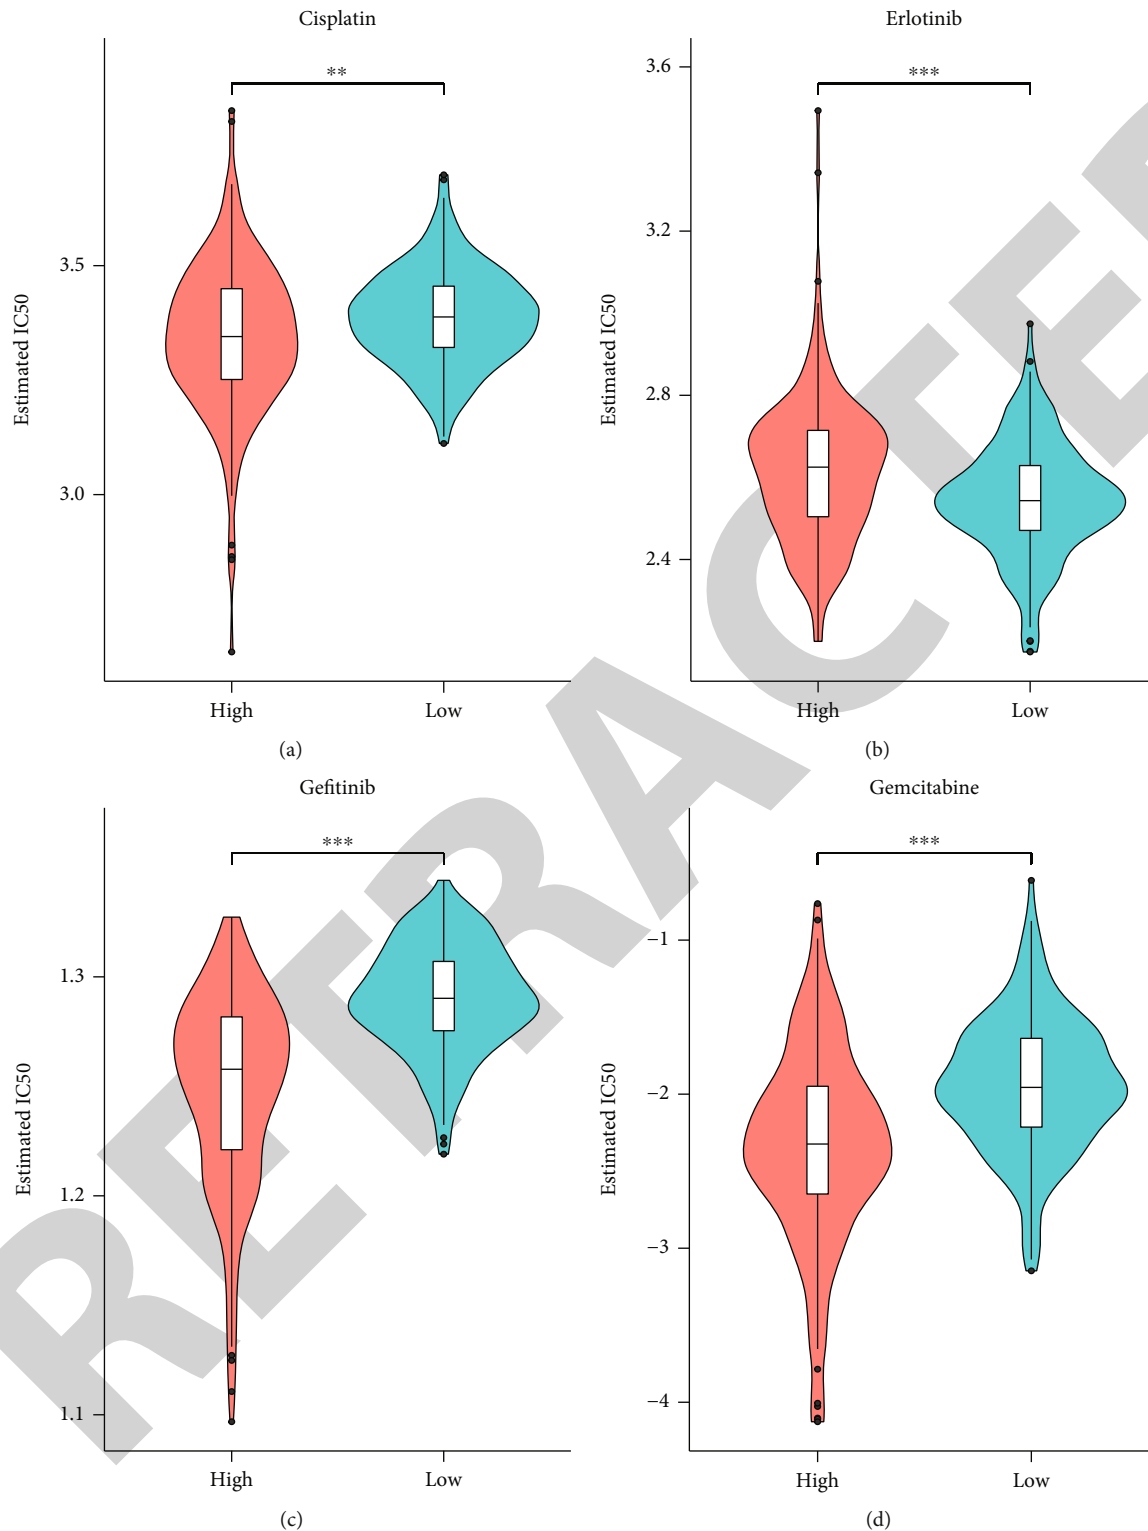 Cisplatin
**
Estimated IC50
3.5
3.0
High Low
(a)
Erlotinib
***
Estimated IC50
3.6
3.2
2.8
2.4
High Low
(b)
Gefitinib
***
Estimated IC50
1.3
1.2
1.1
High Low
(c)
Gemcitabine
***
Estimated IC50
−1
−2
−3
−4
High Low
(d)
RETRACTE